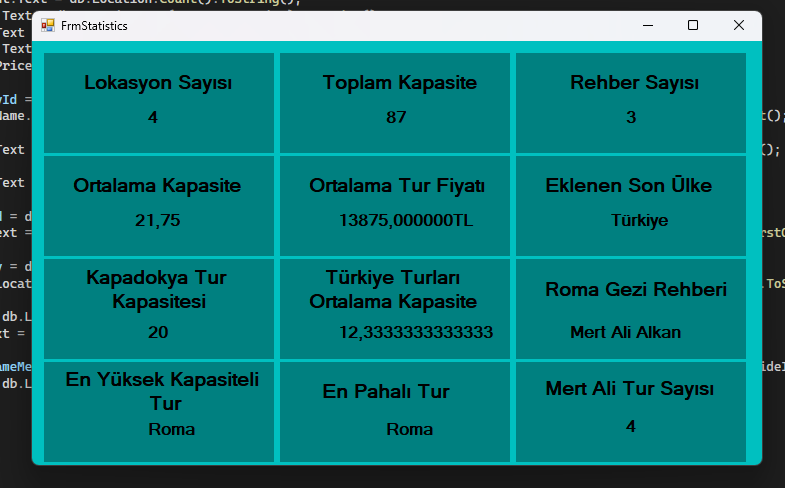 FrmStatistics
Lokasyon Sayısı
4
Toplam Kapasite
87
Rehber Sayısı
3
Ortalama Kapasite
21,75
Ortalama Tur Fiyatı
13875,000000TL
Eklenen Son Ülke
Türkiye
Kapadokya Tur
Kapasitesi
20
Türkiye Turları
Ortalama Kapasite
12,3333333333333
Roma Gezi Rehberi
Mert Ali Alkan
En Yüksek Kapasiteli
Tur
Roma
En Pahalı Tur
Roma
Mert Ali Tur Sayısı
4